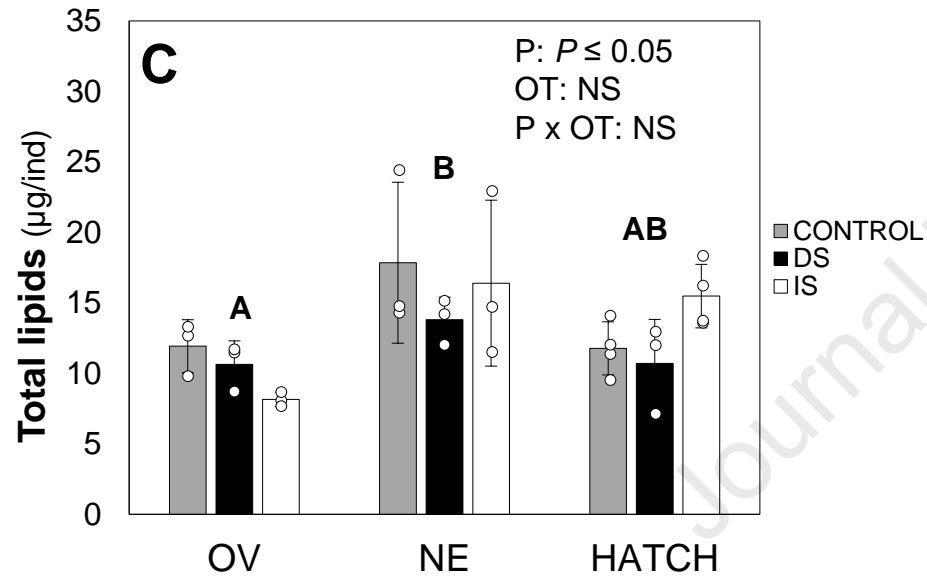 C
P: P ≤ 0.05
OT: NS
P x OT: NS
Total lipids (µg/ind)
35
30
25
20
15
10
5
0
A
B
AB
OV
NE
HATCH
CONTROL
DS
IS
Journal